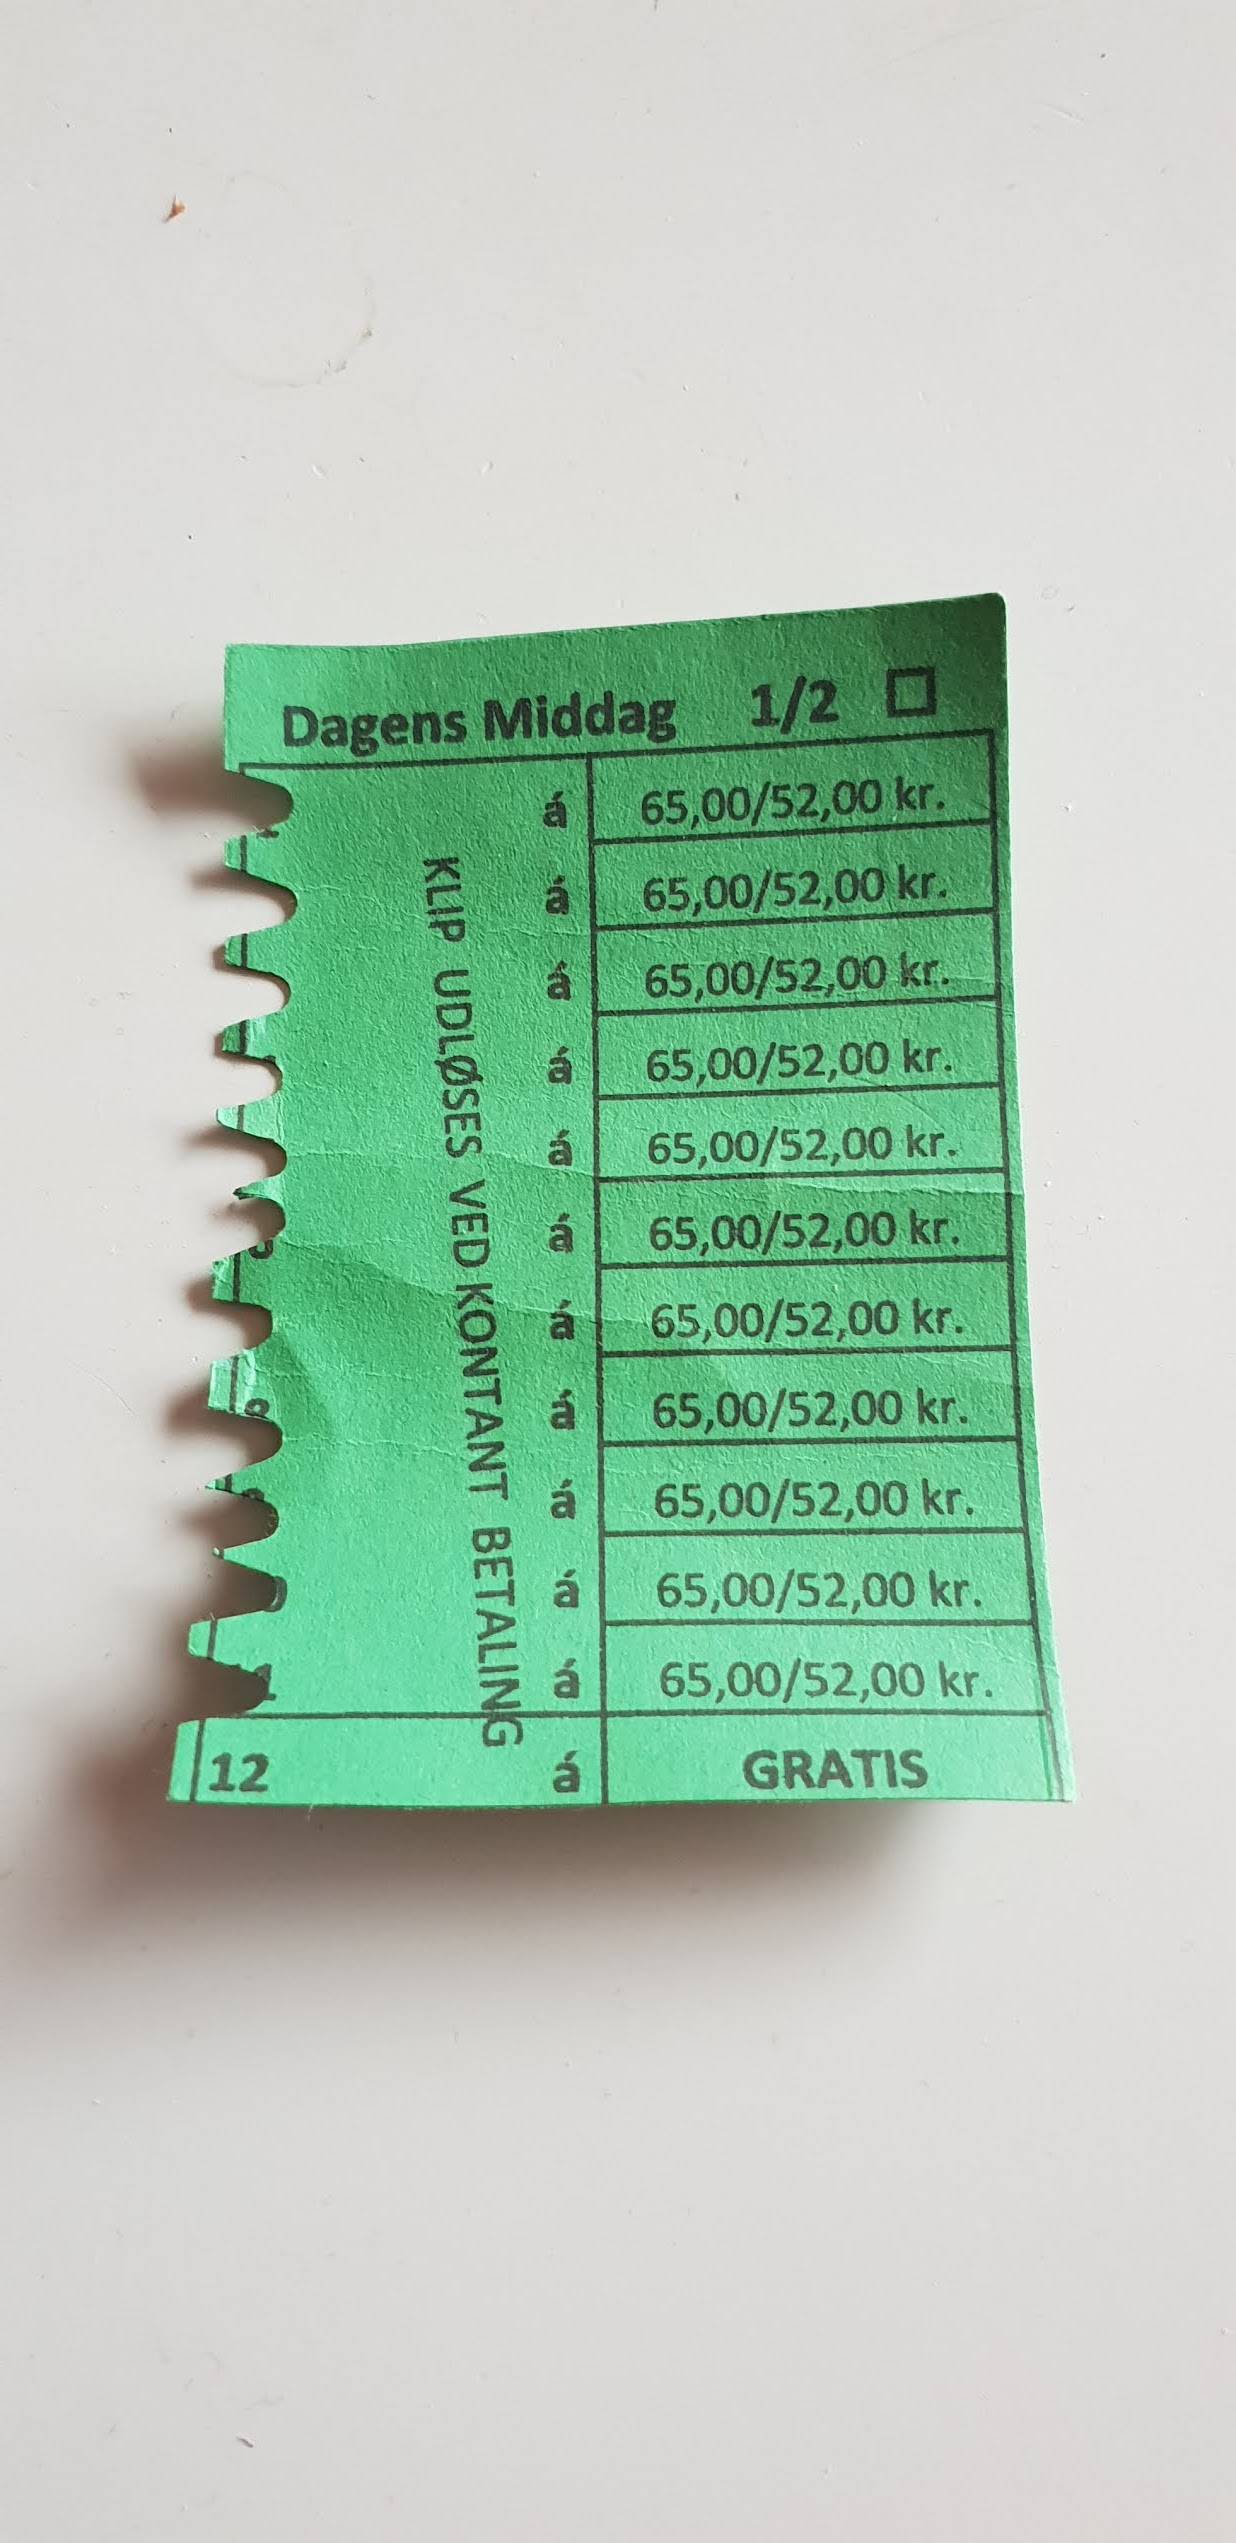 Dagens Middag 1/2
á 65,00/52,00 kr.
á 65,00/52,00 kr.
á 65,00/52,00 kr.
á 65,00/52,00 kr.
á 65,00/52,00 kr.
á 65,00/52,00 kr.
á 65,00/52,00 kr.
á 65,00/52,00 kr.
á 65,00/52,00 kr.
á 65,00/52,00 kr.
á 65,00/52,00 kr.
12 á GRATIS
KLIP UDLØSES VED KONTANT BETALING